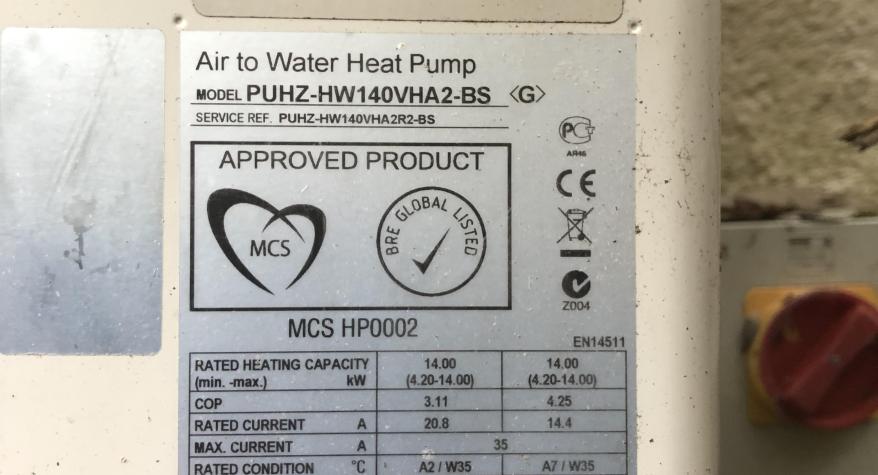 Air to Water Heat Pump
MODEL PUHZ-HW140VHA2-BS <G>
SERVICE REF. PUHZ-HW140VHA2R2-BS
APPROVED PRODUCT
MCS
BRE GLOBAL LISTED
PG
AЯ46
CE
Z004
MCS HP0002
EN14511
RATED HEATING CAPACITY 14.00 14.00
(min. -max.) kW (4.20-14.00) (4.20-14.00)
COP 3.11 4.25
RATED CURRENT A 20.8 14.4
MAX. CURRENT A 35
RATED CONDITION °C A2 / W35 A7 / W35